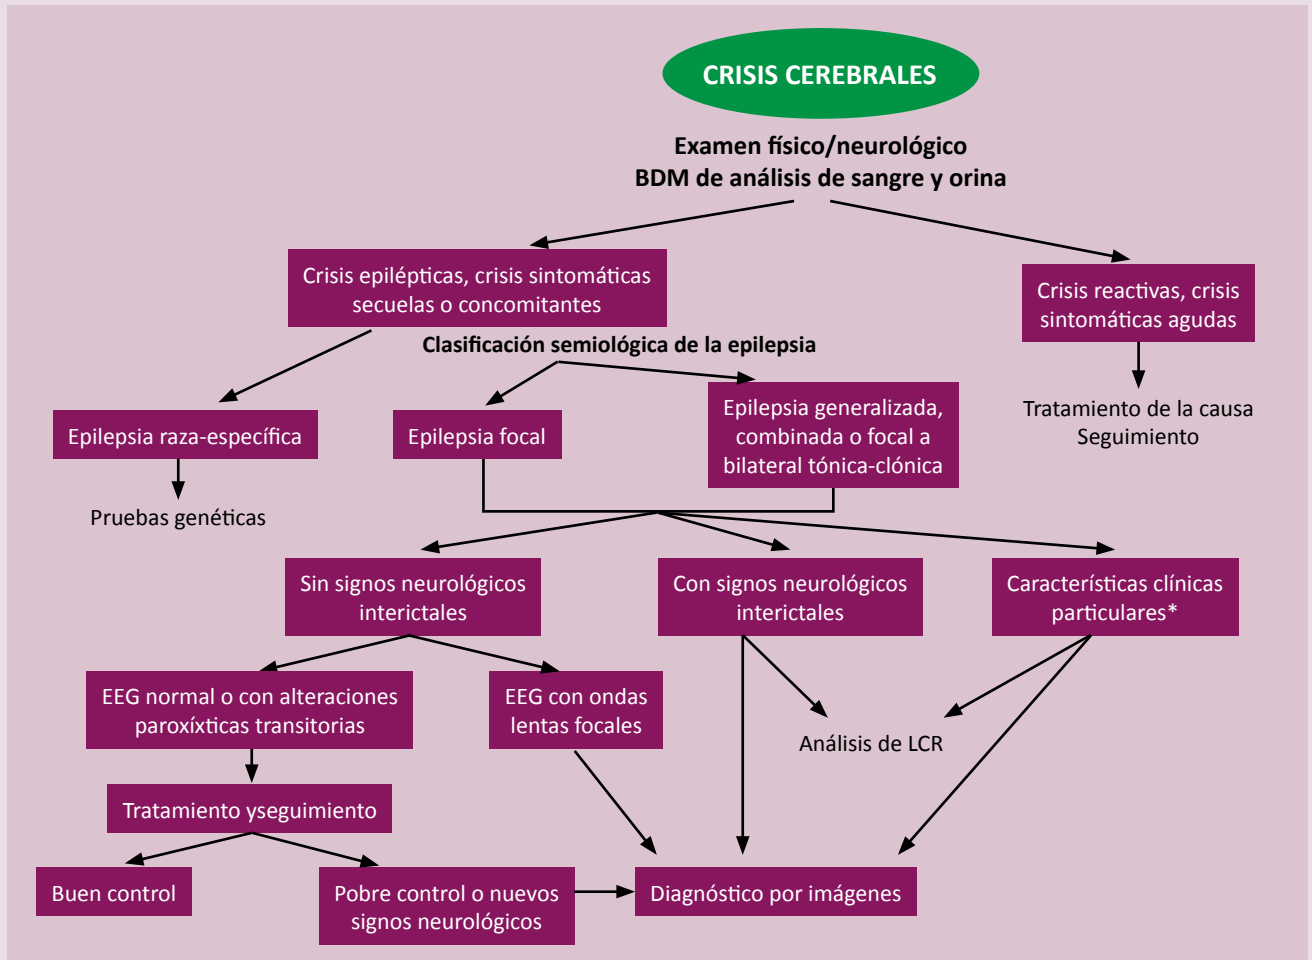 CRISIS CEREBRALES
Examen físico/neurológico
BDM de análisis de sangre y orina
Crisis epilépticas, crisis sintomáticas
secuelas o concomitantes
Crisis reactivas, crisis
sintomáticas agudas
Clasificación semiológica de la epilepsia
Tratamiento de la causa
Seguimiento
Epilepsia raza-específica
Epilepsia focal
Epilepsia generalizada,
combinada o focal a
bilateral tónica-clónica
Pruebas genéticas
Sin signos neurológicos
interictales
Con signos neurológicos
interictales
Características clínicas
particulares*
EEG normal o con alteraciones
paroxíxticas transitorias
EEG con ondas
lentas focales
Análisis de LCR
Tratamiento yseguimiento
Buen control
Pobre control o nuevos
signos neurológicos
Diagnóstico por imágenes